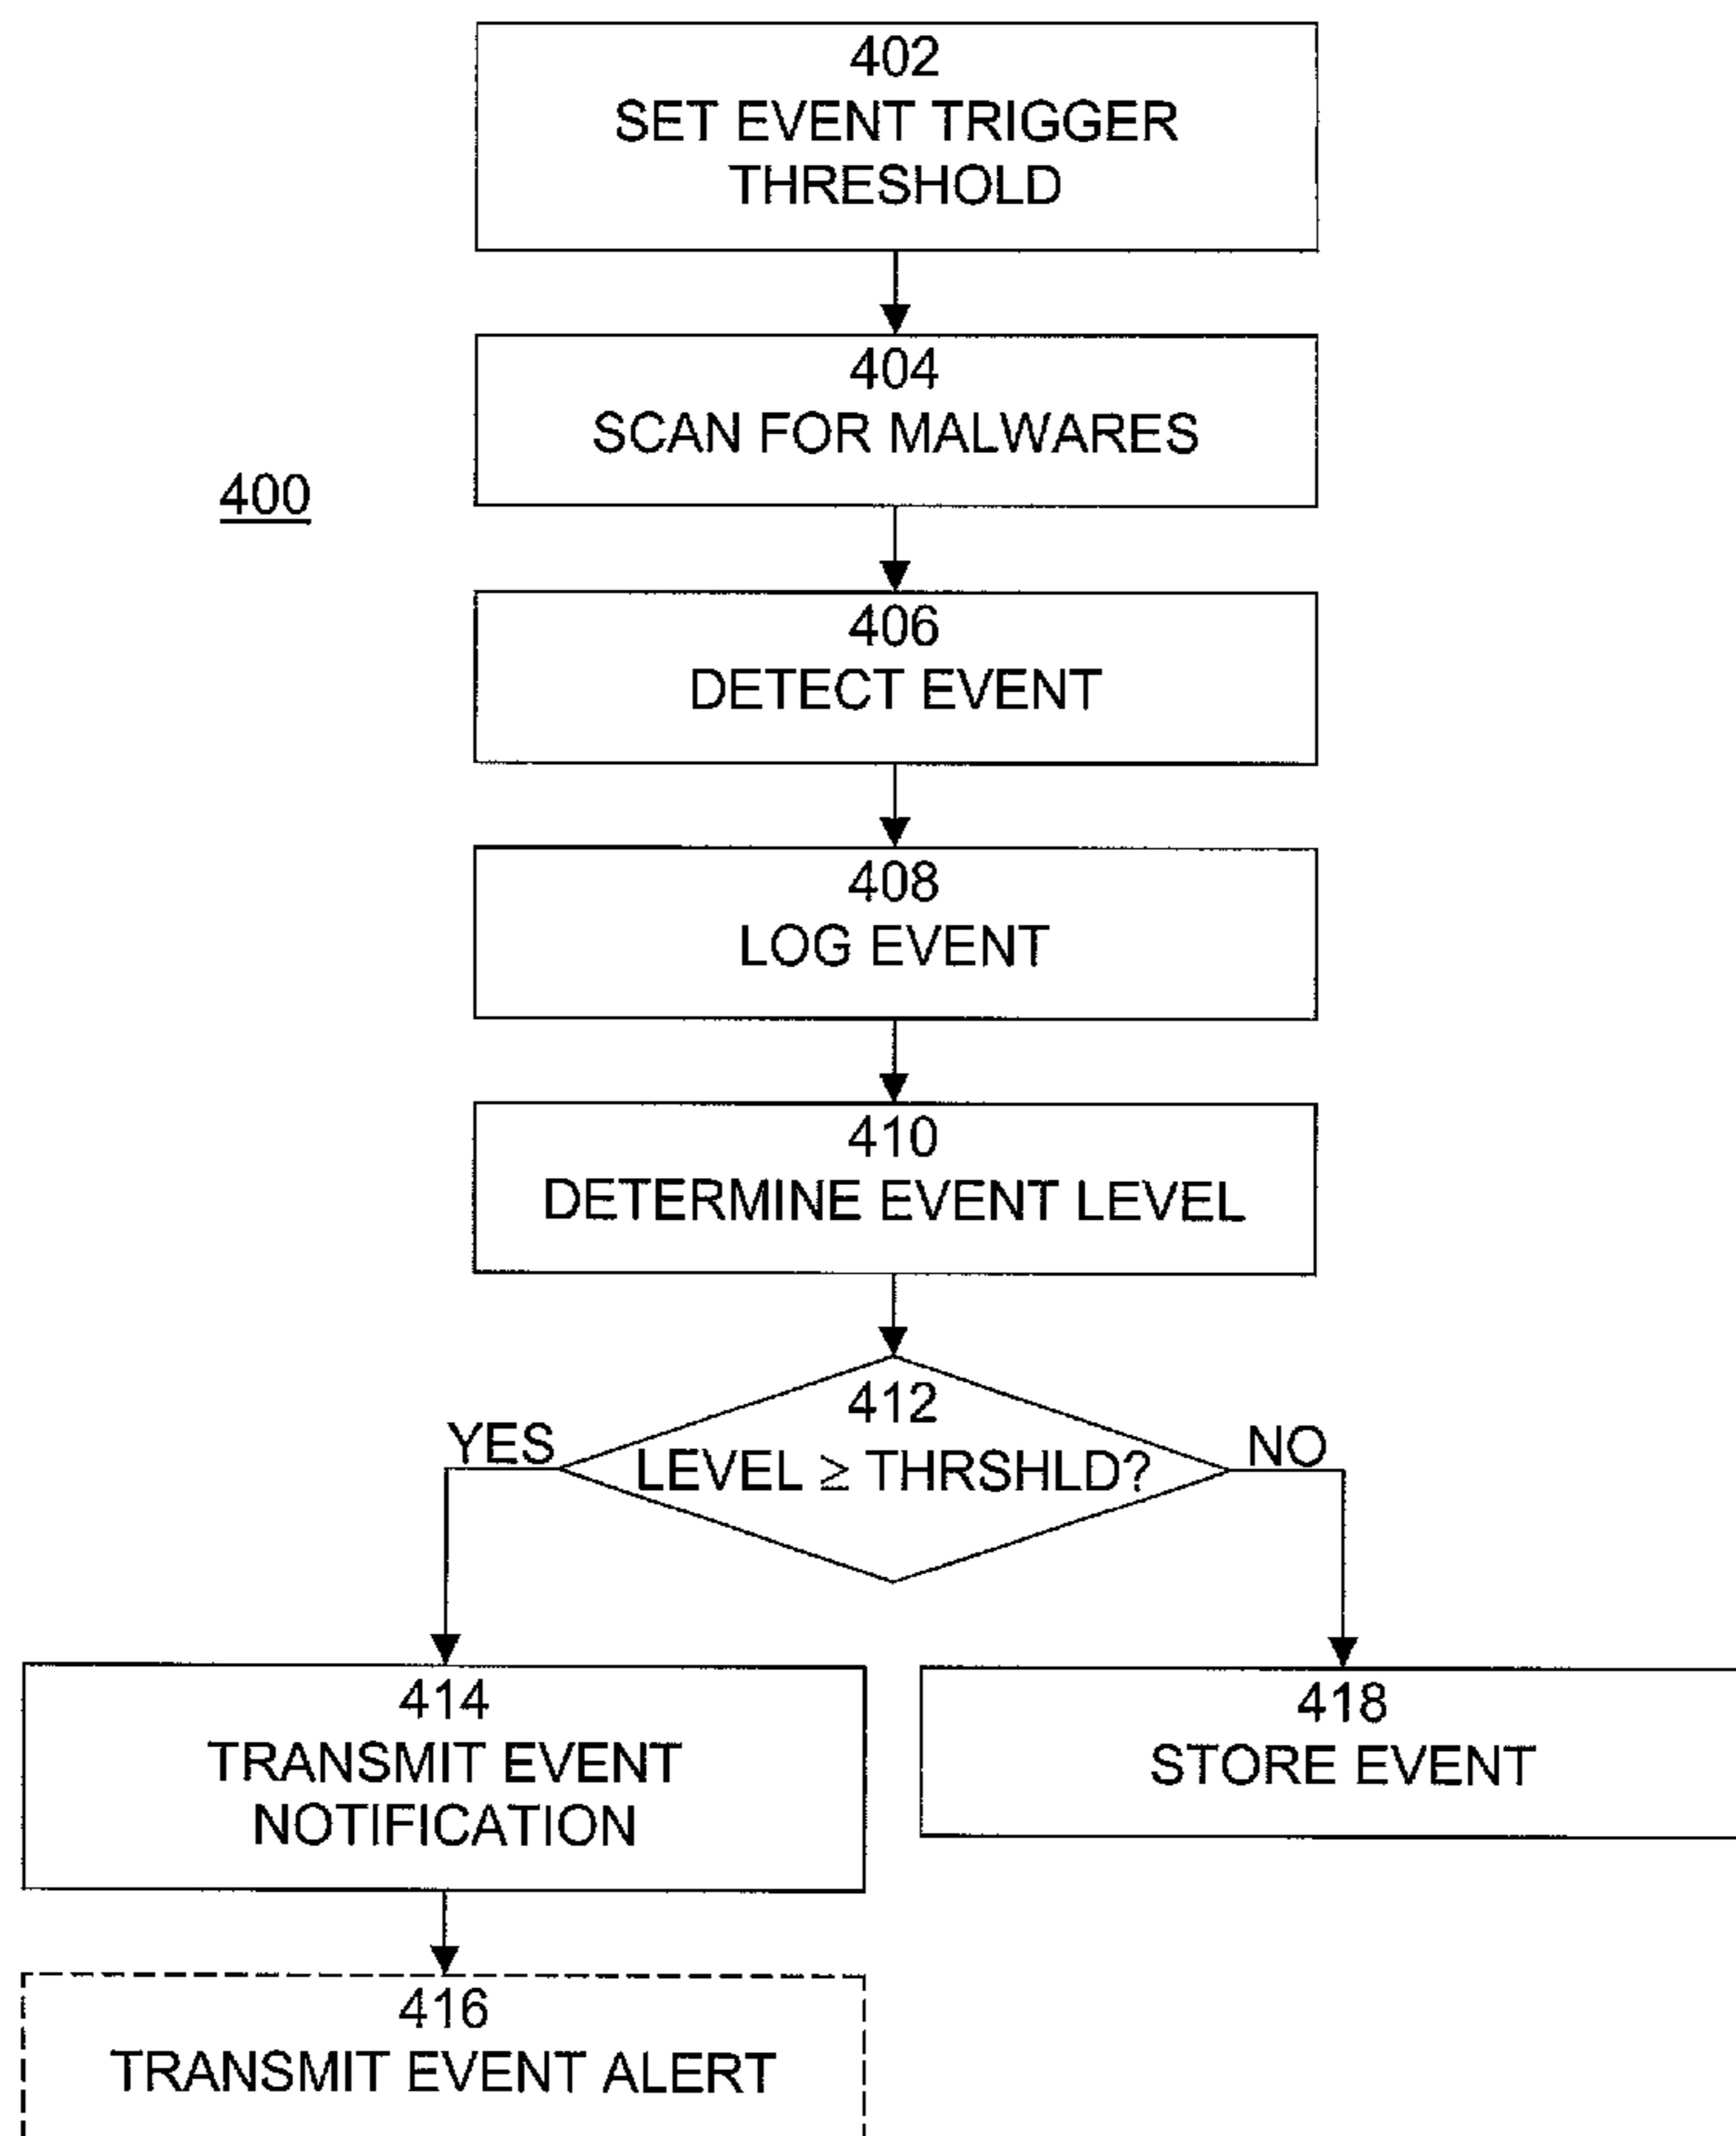 402
SET EVENT TRIGGER
THRESHOLD
404
SCAN FOR MALWARES
400
406
DETECT EVENT
408
LOG EVENT
410
DETERMINE EVENT LEVEL
412
YES
LEVEL ≥ THRSHLD?
NO
414
TRANSMIT EVENT
NOTIFICATION
418
STORE EVENT
416
TRANSMIT EVENT ALERT